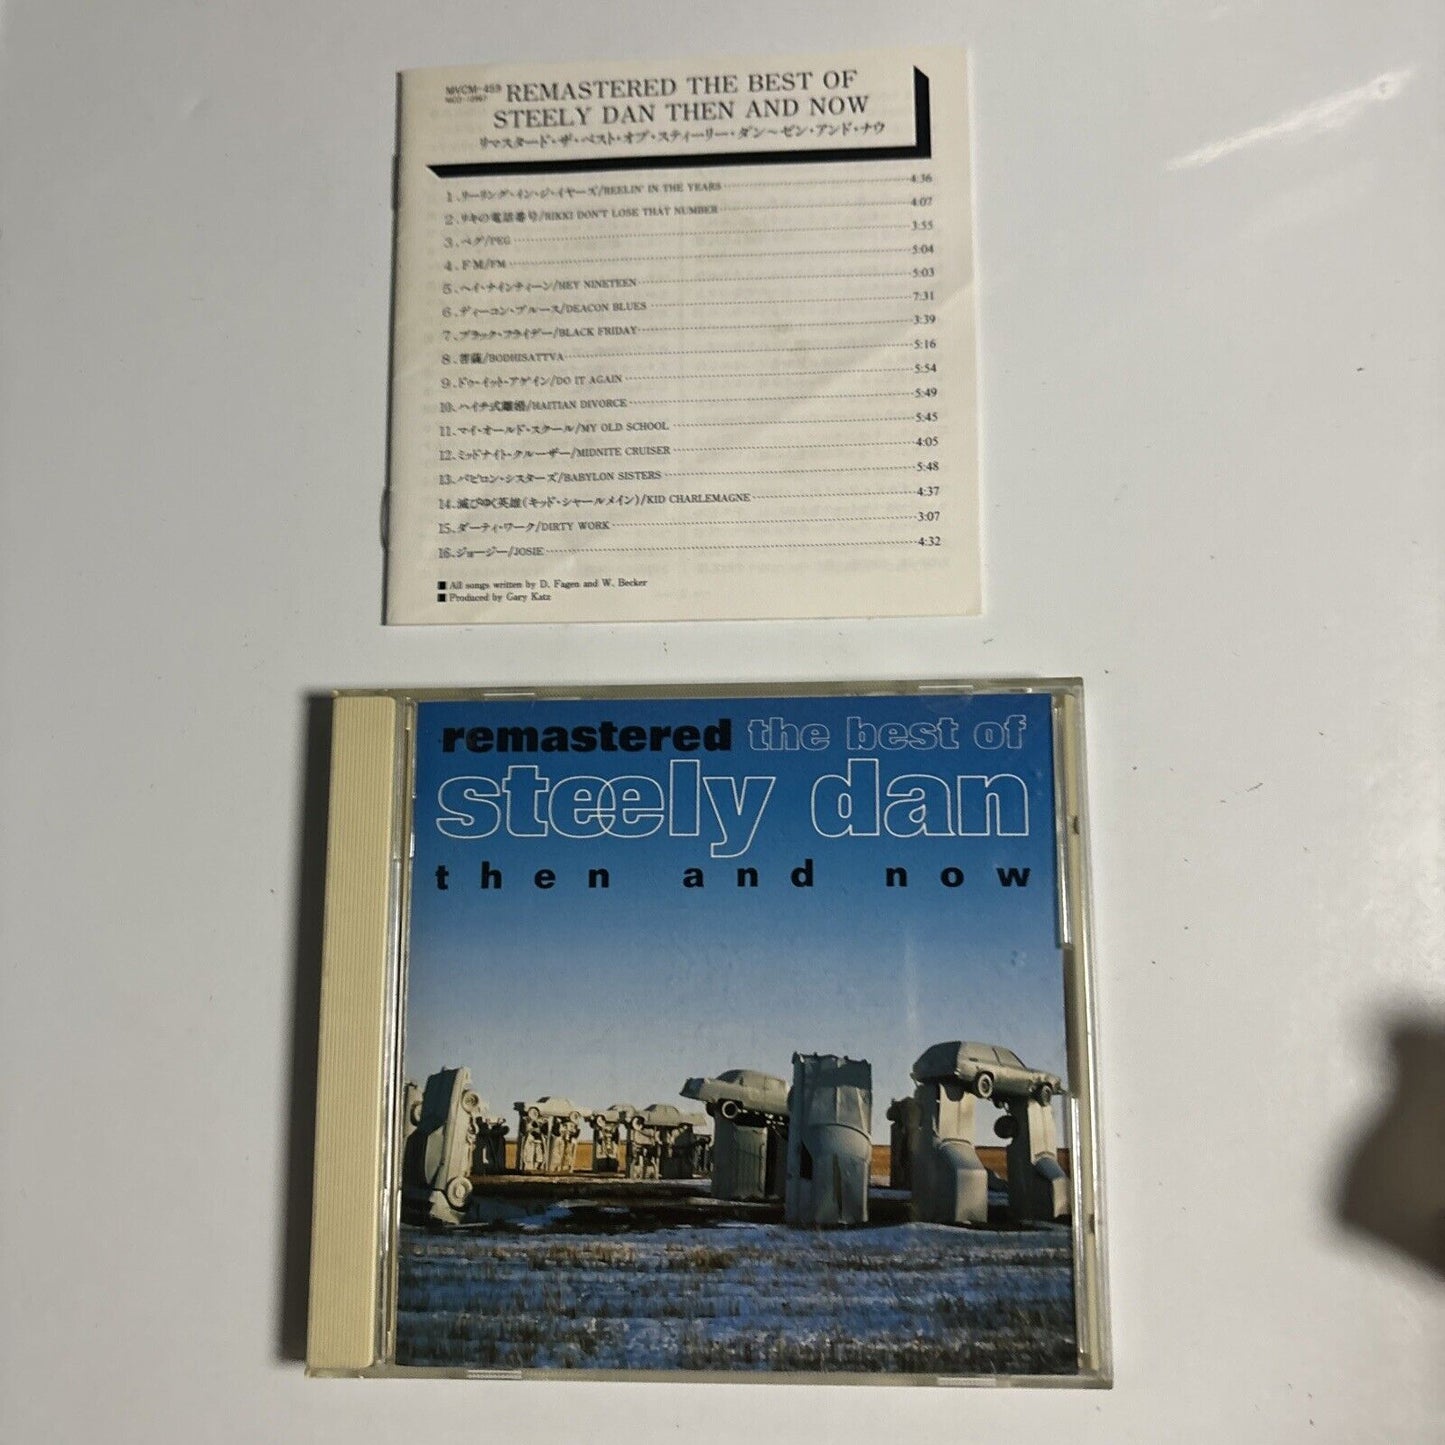 MVCM-459
REMASTERED THE BEST OF
STEELY DAN THEN AND NOW
リマスタード・ザ・ベスト・オブ・スティーリー・ダン〜ゼン・アンド・ナウ
1. リーリング・イン・ジ・イヤーズ/REELIN' IN THE YEARS 4:36
2. リキの電話番号/RIKKI DON'T LOSE THAT NUMBER 4:07
3. ペグ/PEG 3:55
4. FM/FM 5:04
5. ヘイ・ナインティーン/HEY NINETEEN 5:03
6. ディーコン・ブルース/DEACON BLUES 7:31
7. ブラック・フライデー/BLACK FRIDAY 3:39
8. 菩薩/BODHISATTVA 5:16
9. ドゥ・イット・アゲイン/DO IT AGAIN 5:54
10. ハイチ式離婚/HAITIAN DIVORCE 5:49
11. マイ・オールド・スクール/MY OLD SCHOOL 5:45
12. ミッドナイト・クルーザー/MIDNITE CRUISER 4:05
13. バビロン・シスターズ/BABYLON SISTERS 5:48
14. 滅びゆく英雄(キッド・シャールメイン)/KID CHARLEMAGNE 4:37
15. ダーティ・ワーク/DIRTY WORK 3:07
16. ジョージー/JOSIE 4:32
■ All songs written by D. Fagen and W. Becker
■ Produced by Gary Katz
remastered the best of
steely dan
then and now